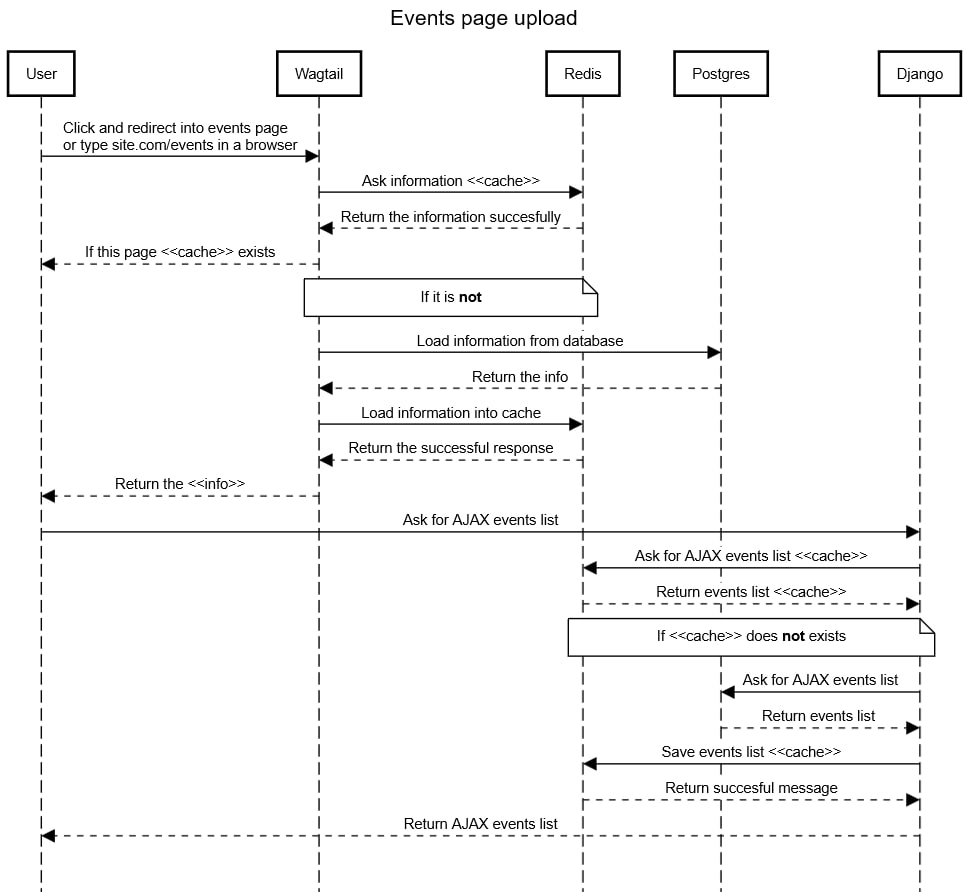 Events page upload
User
Wagtail
Redis
Postgres
Django
Click and redirect into events page
or type site.com/events in a browser
Ask information <<cache>>
Return the information succesfully
If this page <<cache>> exists
If it is not
Load information from database
Return the info
Load information into cache
Return the successful response
Return the <<info>>
Ask for AJAX events list
Ask for AJAX events list <<cache>>
Return events list <<cache>>
If <<cache>> does not exists
Ask for AJAX events list
Return events list
Save events list <<cache>>
Return succesful message
Return AJAX events list